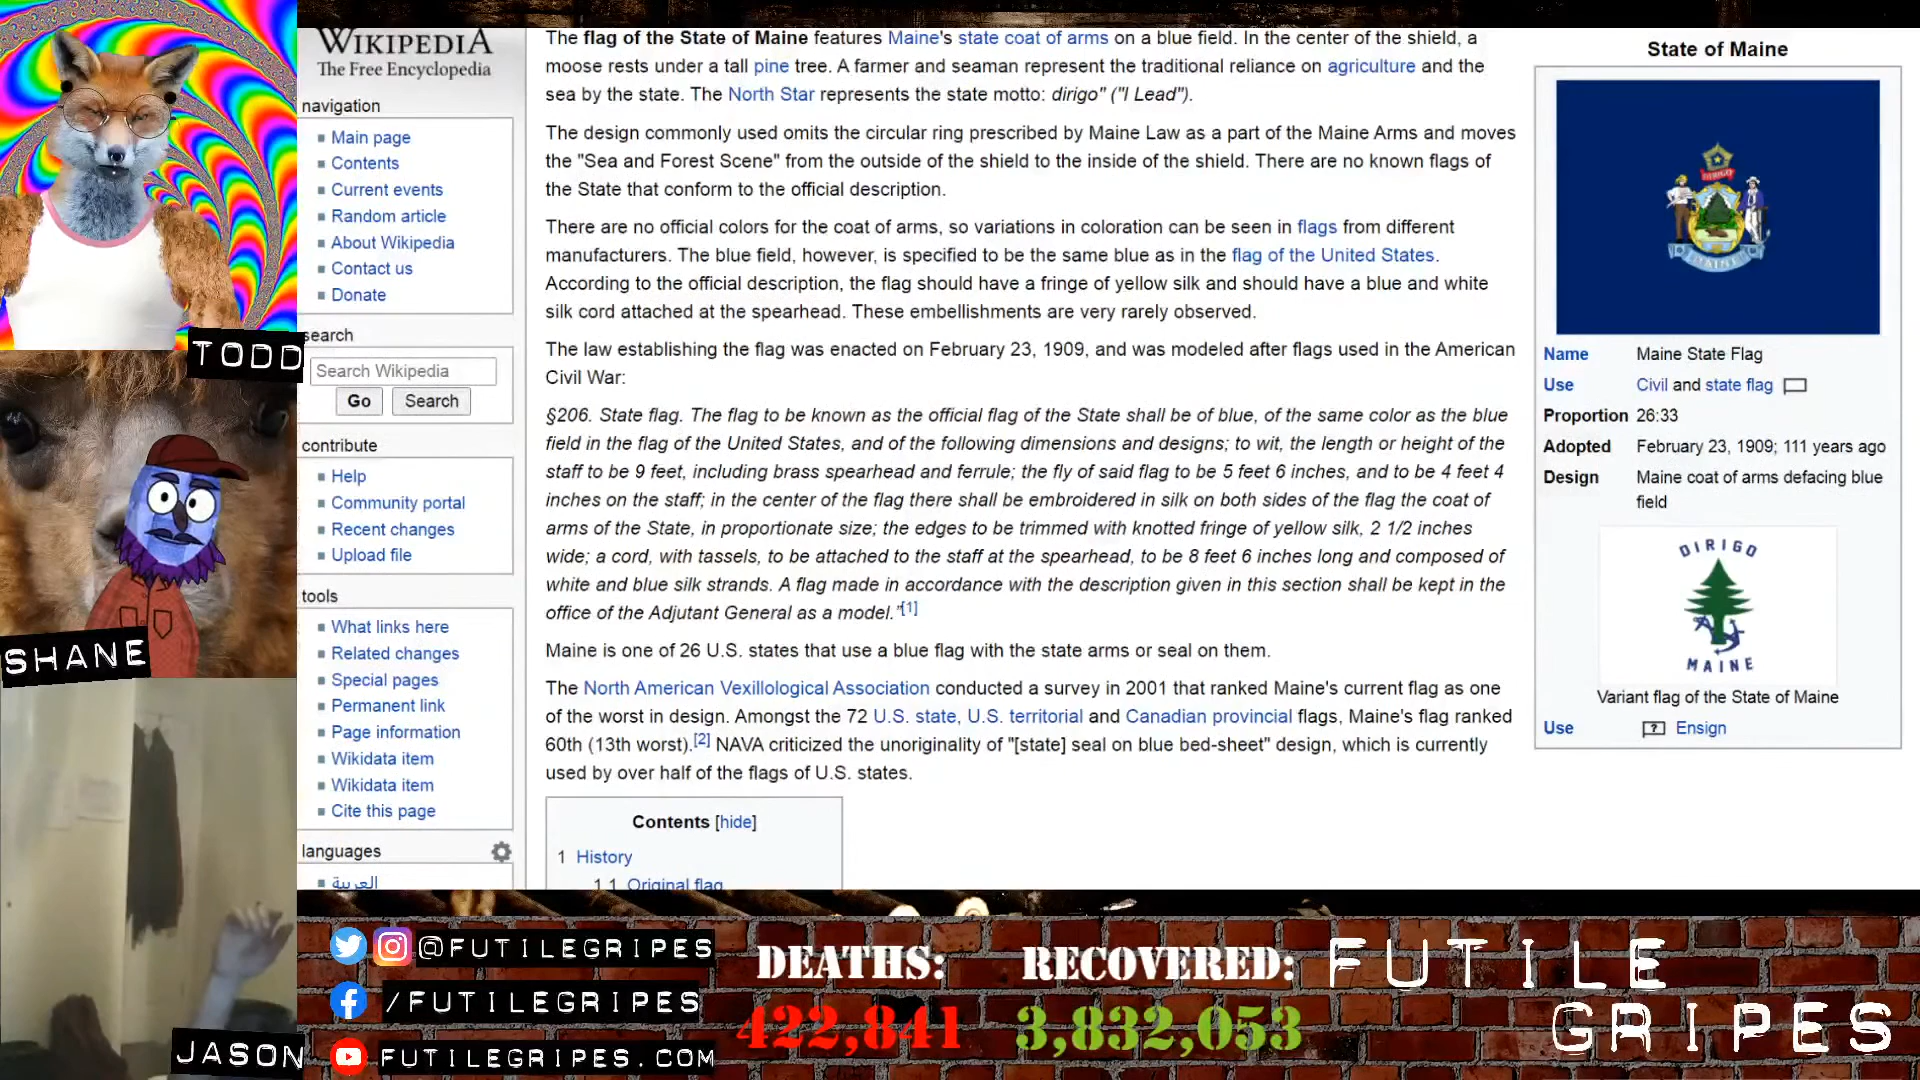 WIKIPEDIA
The Free Encyclopedia
navigation
Main page
Contents
Current events
Random article
About Wikipedia
Contact us
Donate
search
Search Wikipedia
Go Search
contribute
Help
Community portal
Recent changes
Upload file
tools
What links here
Related changes
Special pages
Permanent link
Page information
Wikidata item
Wikidata item
Cite this page
languages
العربية
The flag of the State of Maine features Maine's state coat of arms on a blue field. In the center of the shield, a
moose rests under a tall pine tree. A farmer and seaman represent the traditional reliance on agriculture and the
sea by the state. The North Star represents the state motto: dirigo" ("I Lead").
The design commonly used omits the circular ring prescribed by Maine Law as a part of the Maine Arms and moves
the "Sea and Forest Scene" from the outside of the shield to the inside of the shield. There are no known flags of
the State that conform to the official description.
There are no official colors for the coat of arms, so variations in coloration can be seen in flags from different
manufacturers. The blue field, however, is specified to be the same blue as in the flag of the United States.
According to the official description, the flag should have a fringe of yellow silk and should have a blue and white
silk cord attached at the spearhead. These embellishments are very rarely observed.
The law establishing the flag was enacted on February 23, 1909, and was modeled after flags used in the American
Civil War:
§206. State flag. The flag to be known as the official flag of the State shall be of blue, of the same color as the blue
field in the flag of the United States, and of the following dimensions and designs; to wit, the length or height of the
staff to be 9 feet, including brass spearhead and ferrule; the fly of said flag to be 5 feet 6 inches, and to be 4 feet 4
inches on the staff; in the center of the flag there shall be embroidered in silk on both sides of the flag the coat of
arms of the State, in proportionate size; the edges to be trimmed with knotted fringe of yellow silk, 2 1/2 inches
wide; a cord, with tassels, to be attached to the staff at the spearhead, to be 8 feet 6 inches long and composed of
white and blue silk strands. A flag made in accordance with the description given in this section shall be kept in the
office of the Adjutant General as a model."[1]
Maine is one of 26 U.S. states that use a blue flag with the state arms or seal on them.
The North American Vexillological Association conducted a survey in 2001 that ranked Maine's current flag as one
of the worst in design. Amongst the 72 U.S. state, U.S. territorial and Canadian provincial flags, Maine's flag ranked
60th (13th worst).[2] NAVA criticized the unoriginality of "[state] seal on blue bed-sheet" design, which is currently
used by over half of the flags of U.S. states.
Contents [hide]
1 History
1.1 Original flag
State of Maine
DIRIGO
MAINE
Name Maine State Flag
Use Civil and state flag
Proportion 26:33
Adopted February 23, 1909; 111 years ago
Design Maine coat of arms defacing blue
field
DIRIGO
MAINE
Variant flag of the State of Maine
Use ? Ensign
TODD
SHANE
JASON
@FUTILEGRIPES
/FUTILEGRIPES
FUTILEGRIPES.COM
DEATHS:
422,841
RECOVERED:
3,832,053
FUTILE
GRIPES